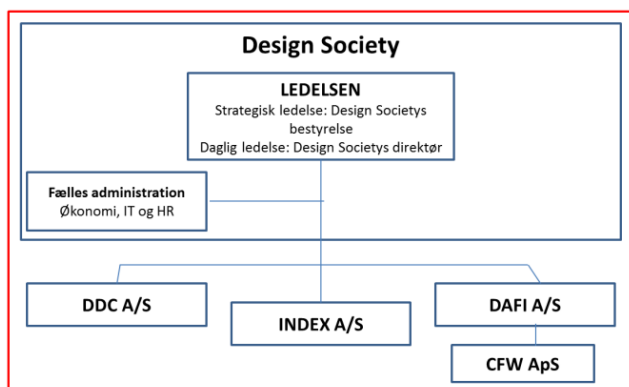 Design Society
LEDELSEN
Strategisk ledelse: Design Societys
bestyrelse
Daglig ledelse: Design Societys direktør
Fælles administration
Økonomi, IT og HR
DDC A/S
INDEX A/S
DAFI A/S
CFW ApS